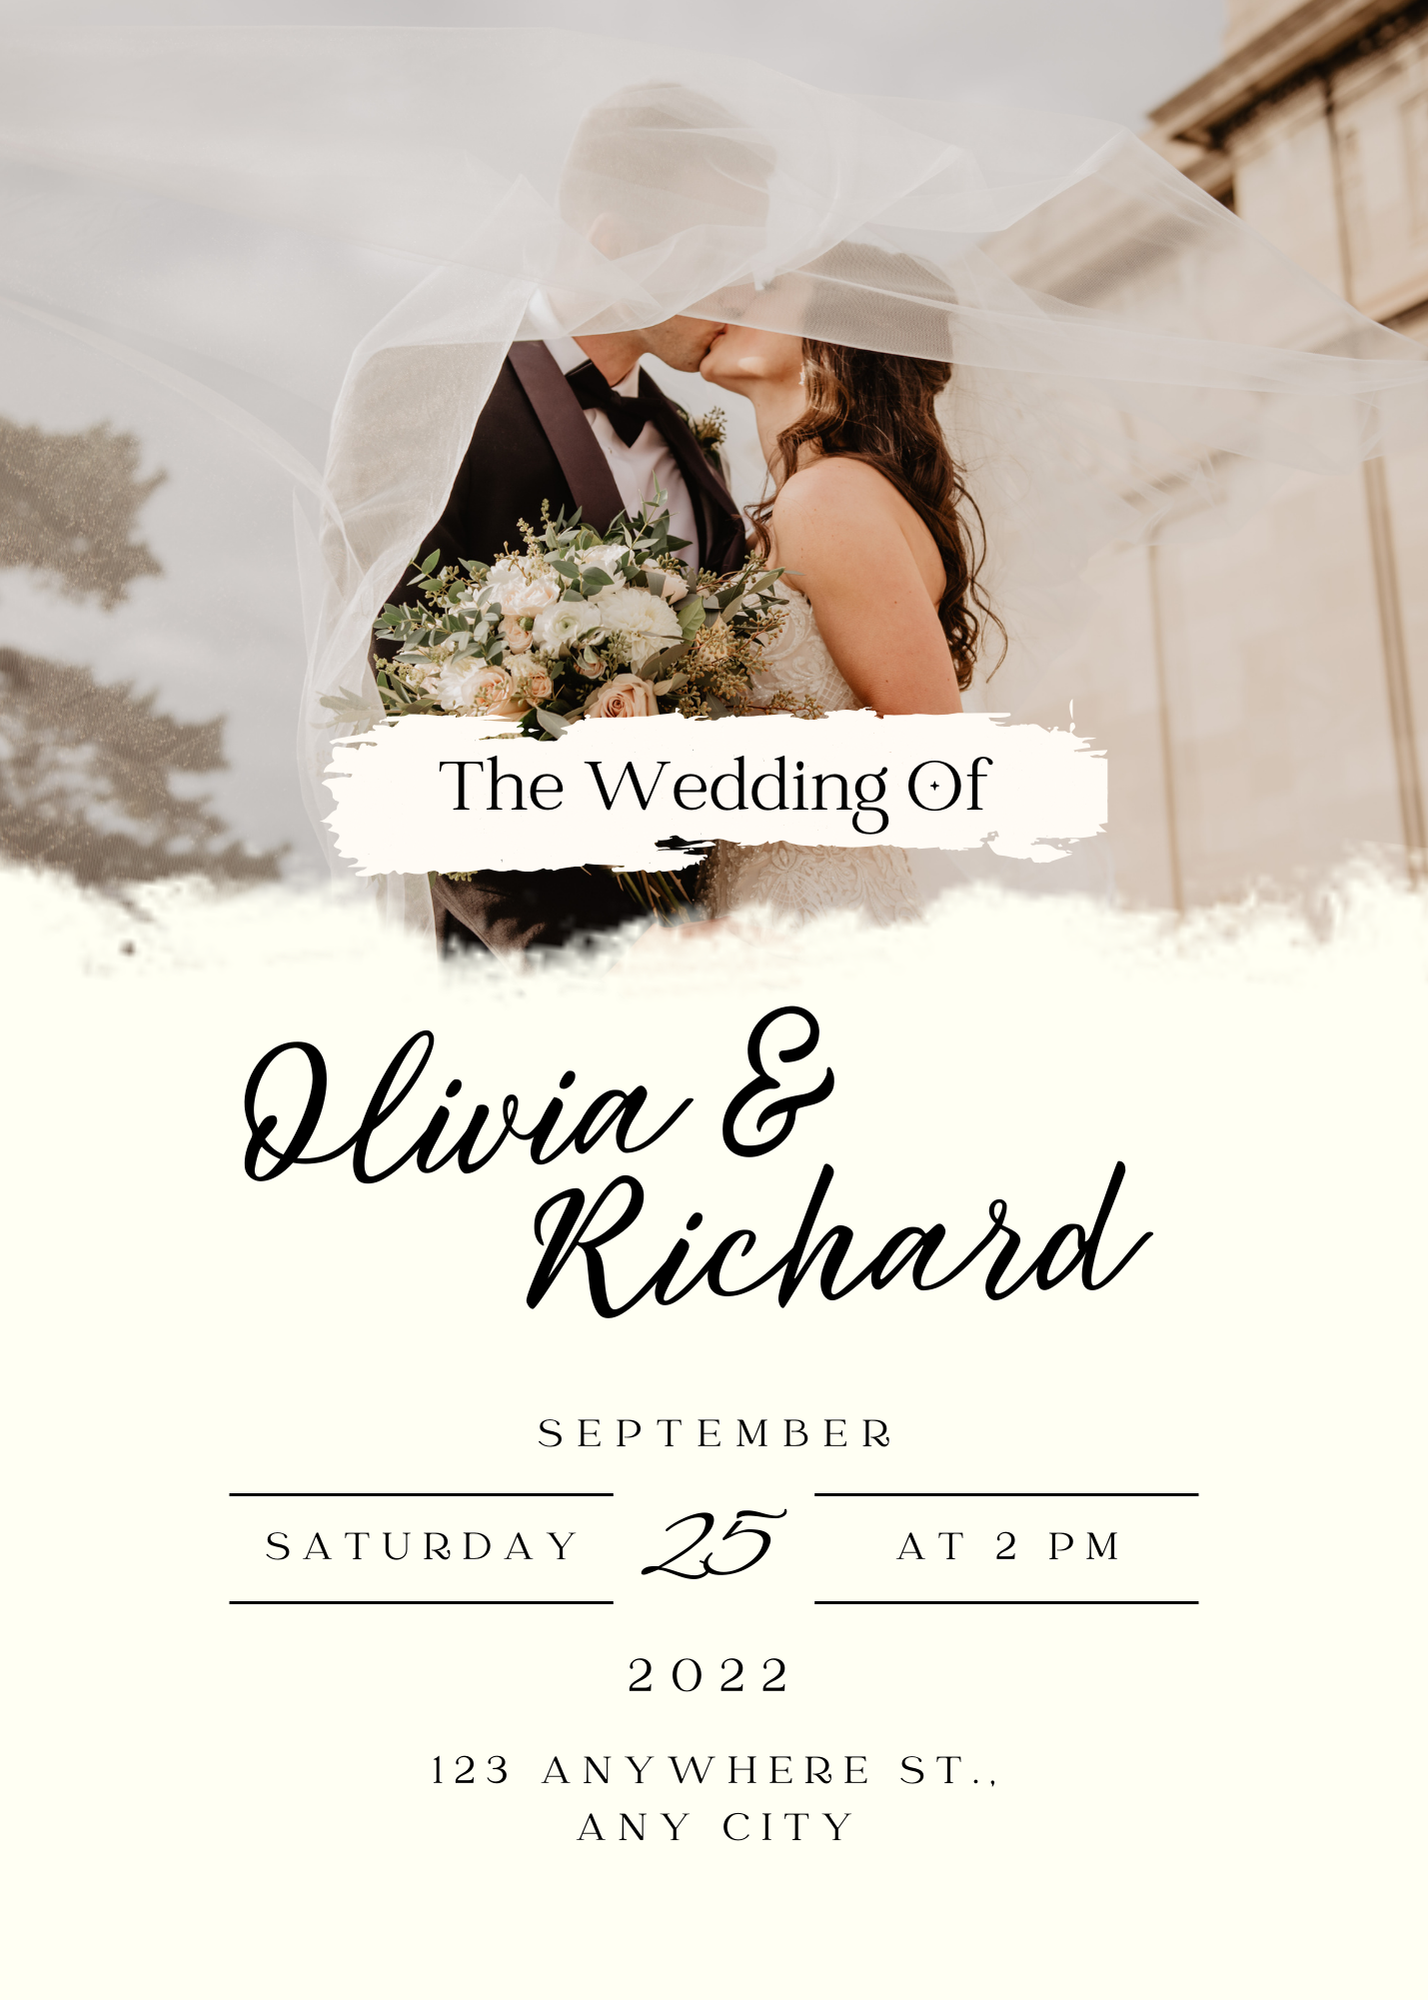 The Wedding Of
Olivia &
Richard
SEPTEMBER
SATURDAY 25 AT 2 PM
2022
123 ANYWHERE ST.,
ANY CITY